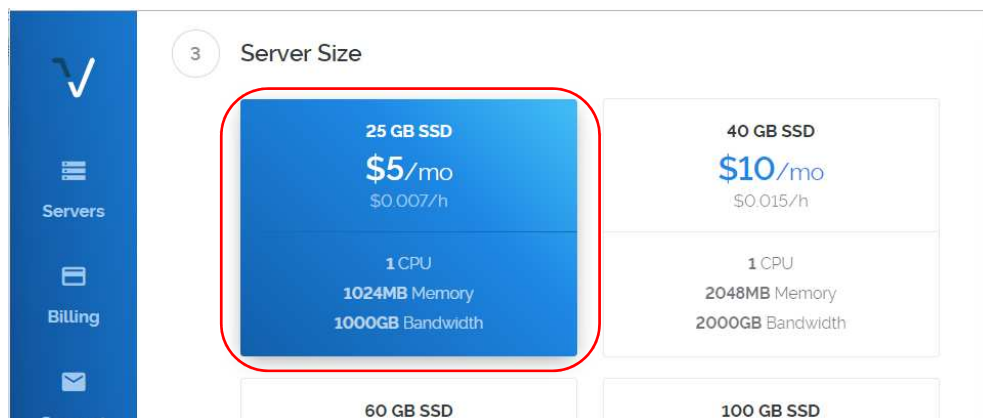 3 Server Size
Servers
Billing
25 GB SSD
$5/mo
$0.007/h
1 CPU
1024MB Memory
1000GB Bandwidth
40 GB SSD
$10/mo
$0.015/h
1 CPU
2048MB Memory
2000GB Bandwidth
60 GB SSD
100 GB SSD